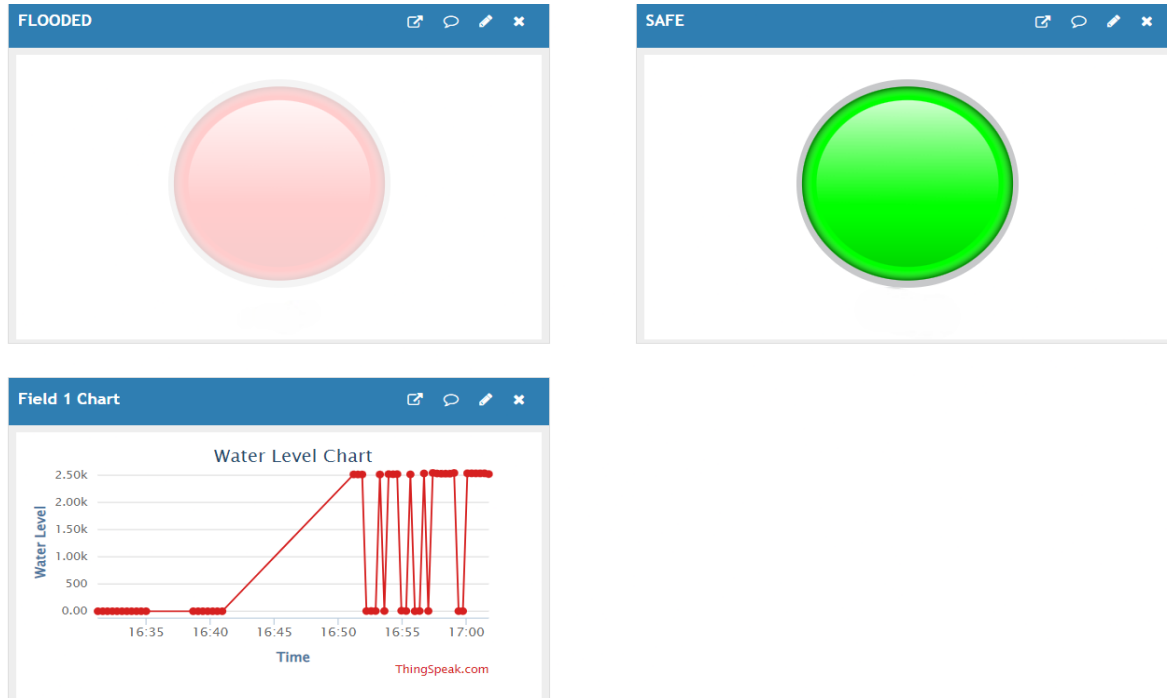 FLOODED
SAFE
Field 1 Chart
Water Level Chart
Water Level
2.50k
2.00k
1.50k
1.00k
500
0.00
16:35 16:40 16:45 16:50 16:55 17:00
Time
ThingSpeak.com